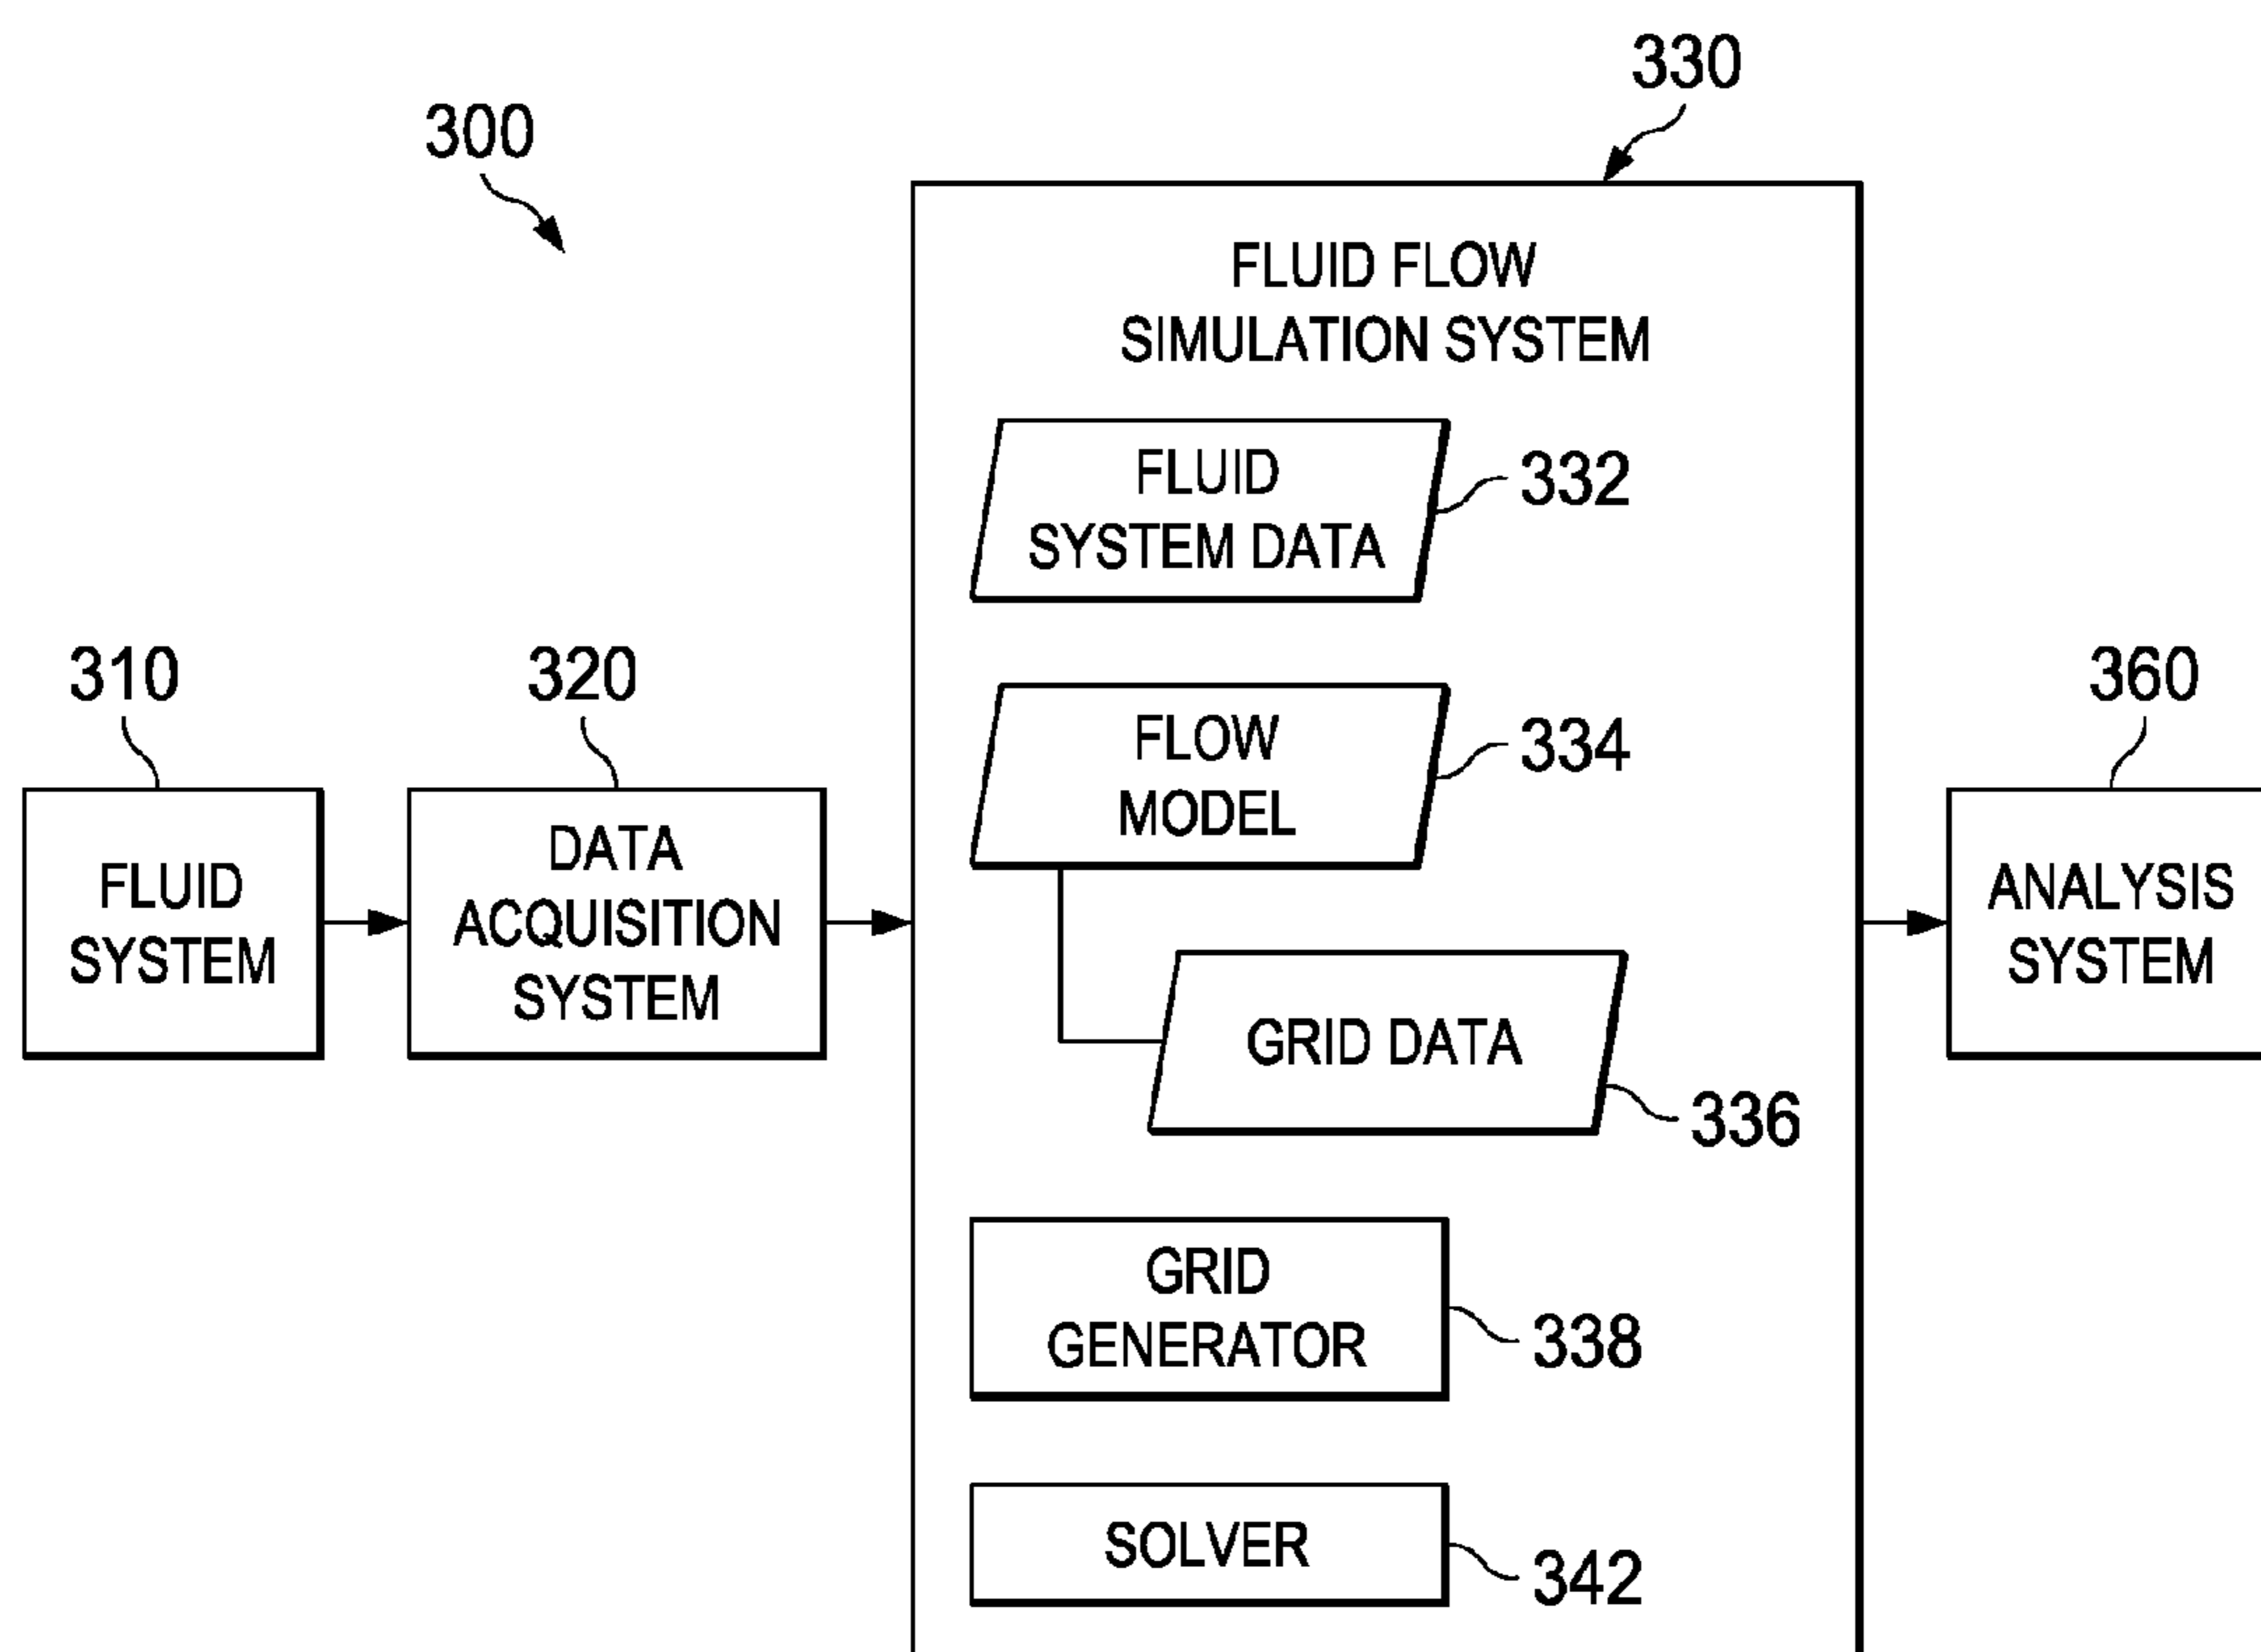 330
300
FLUID FLOW
SIMULATION SYSTEM
FLUID
SYSTEM DATA
332
310
320
FLOW
MODEL
334
360
FLUID
SYSTEM
DATA
ACQUISITION
SYSTEM
ANALYSIS
SYSTEM
GRID DATA
336
GRID
GENERATOR
338
SOLVER
342